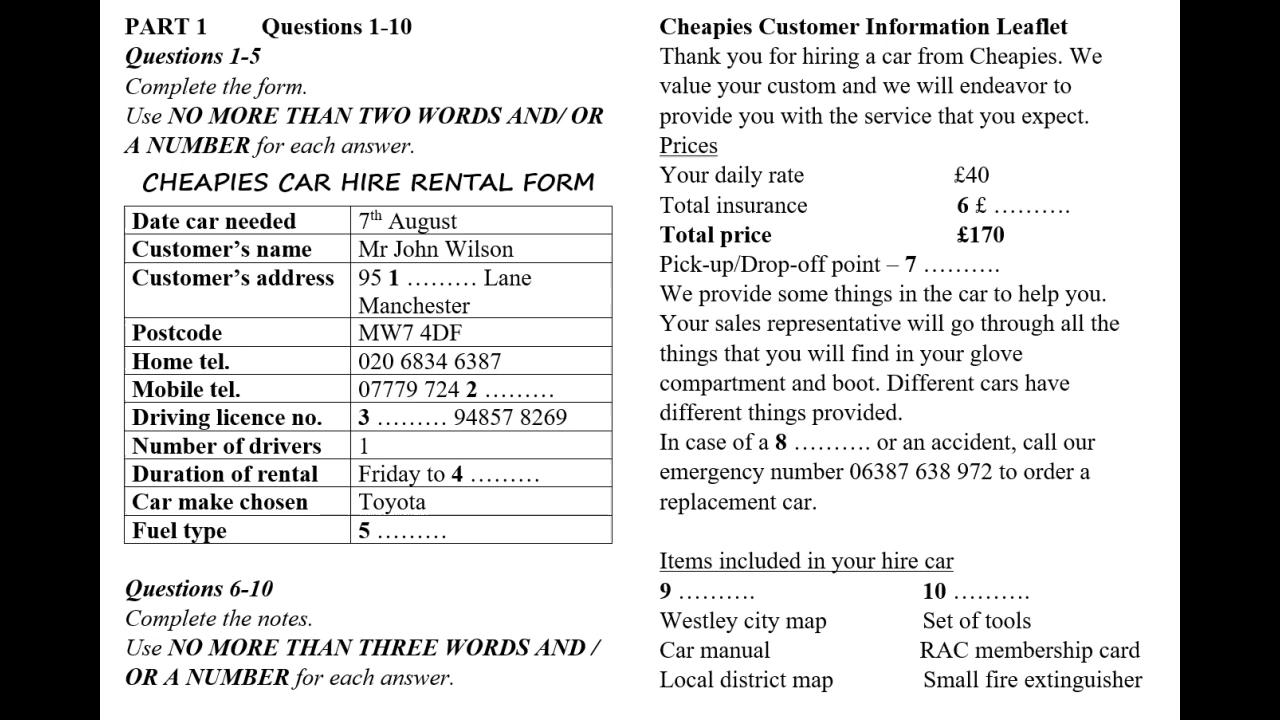 PART 1 Questions 1-10
Questions 1-5
Complete the form.
Use NO MORE THAN TWO WORDS AND/ OR
A NUMBER for each answer.
CHEAPIES CAR HIRE RENTAL FORM
Date car needed 7th August
Customer's name Mr John Wilson
Customer's address 95 1 ……… Lane
Manchester
Postcode MW7 4DF
Home tel. 020 6834 6387
Mobile tel. 07779 724 2 ………
Driving licence no. 3 ……… 94857 8269
Number of drivers 1
Duration of rental Friday to 4 ………
Car make chosen Toyota
Fuel type 5 ………
Questions 6-10
Complete the notes.
Use NO MORE THAN THREE WORDS AND /
OR A NUMBER for each answer.
Cheapies Customer Information Leaflet
Thank you for hiring a car from Cheapies. We
value your custom and we will endeavor to
provide you with the service that you expect.
Prices
Your daily rate £40
Total insurance 6 £ ……….
Total price £170
Pick-up/Drop-off point – 7 ……….
We provide some things in the car to help you.
Your sales representative will go through all the
things that you will find in your glove
compartment and boot. Different cars have
different things provided.
In case of a 8 ………. or an accident, call our
emergency number 06387 638 972 to order a
replacement car.
Items included in your hire car
9 ………. 10 ……….
Westley city map Set of tools
Car manual RAC membership card
Local district map Small fire extinguisher